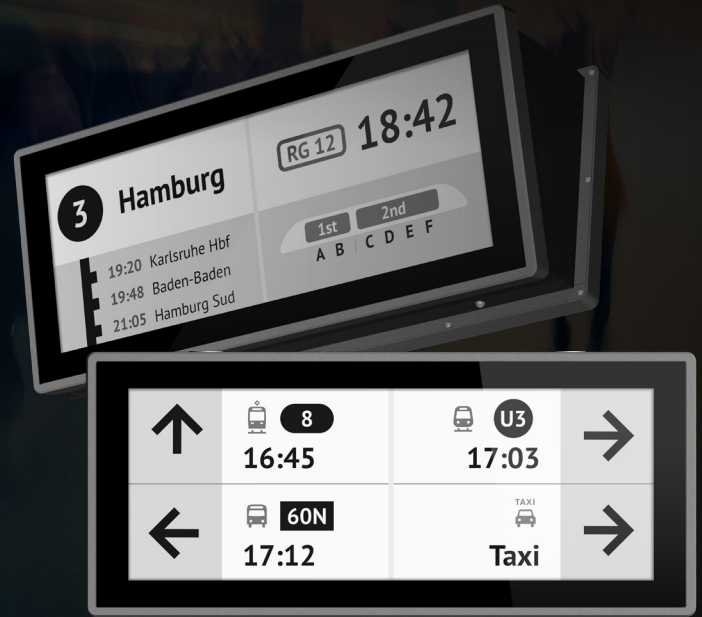 3 Hamburg
RG 12 18:42
19:20 Karlsruhe Hbf
19:48 Baden-Baden
21:05 Hamburg Sud
1st 2nd
A B C D E F
8
16:45
U3
17:03
60N
17:12
TAXI
Taxi